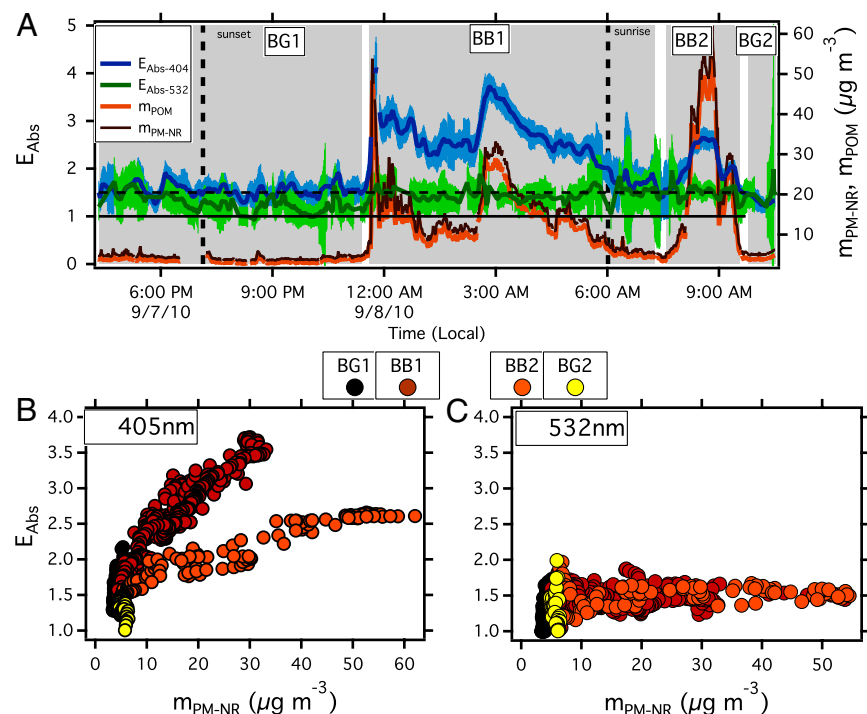 A
sunset
BG1
BB1
sunrise
BB2
BG2
E_Abs-404
E_Abs-532
m_POM
m_PM-NR
5
4
3
2
1
0
E_Abs
60
50
40
30
20
10
m_PM-NR, m_POM (µg m⁻³)
6:00 PM
9/7/10
9:00 PM
12:00 AM
9/8/10
3:00 AM
6:00 AM
9:00 AM
Time (Local)
BG1
BB1
BB2
BG2
B
405nm
4.0
3.5
3.0
2.5
2.0
1.5
1.0
E_Abs
0
10
20
30
40
50
60
m_PM-NR (µg m⁻³)
C
532nm
4.0
3.5
3.0
2.5
2.0
1.5
1.0
0
10
20
30
40
50
m_PM-NR (µg m⁻³)